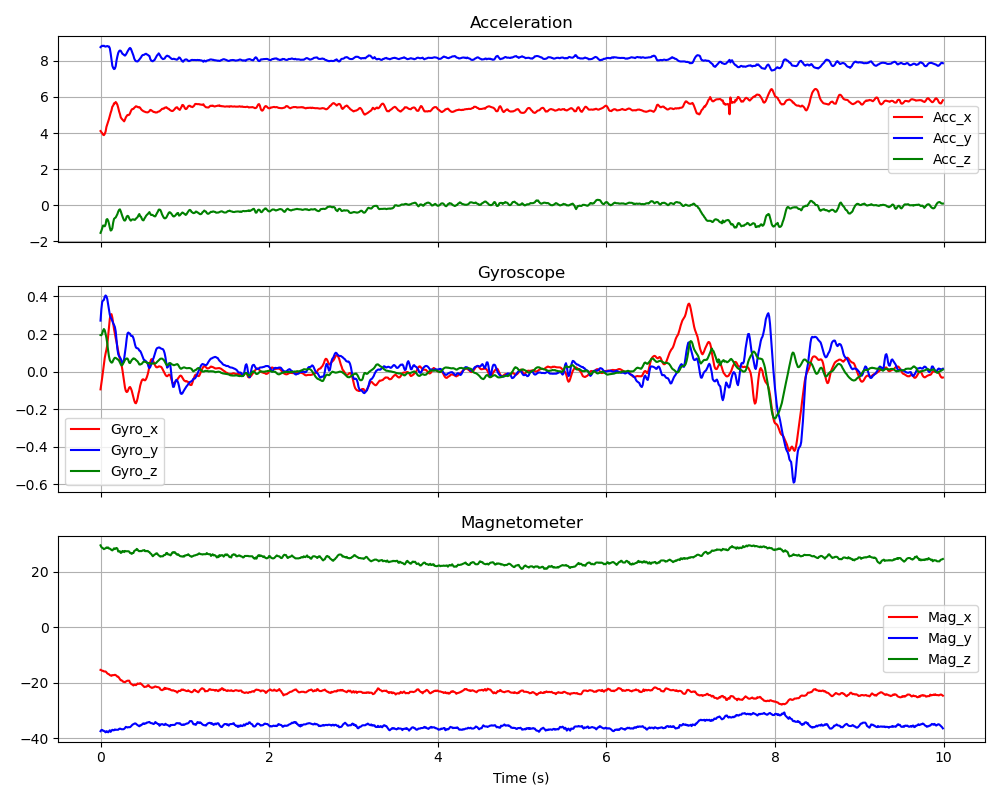 Acceleration
8
6
4
2
0
−2
Acc_x
Acc_y
Acc_z
Gyroscope
0.4
0.2
0.0
−0.2
−0.4
−0.6
Gyro_x
Gyro_y
Gyro_z
Magnetometer
20
0
−20
−40
Mag_x
Mag_y
Mag_z
0 2 4 6 8 10
Time (s)